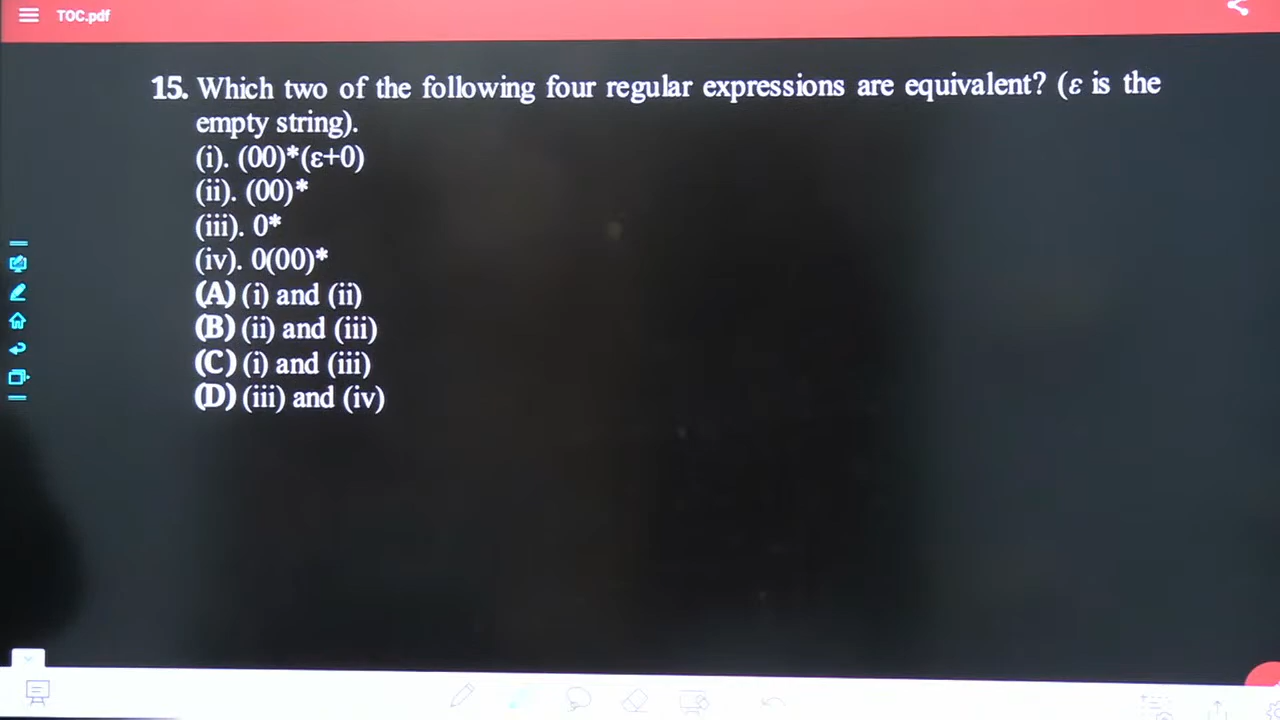 TOC.pdf
15. Which two of the following four regular expressions are equivalent? (ε is the
empty string).
(i). (00)*(ε+0)
(ii). (00)*
(iii). 0*
(iv). 0(00)*
(A) (i) and (ii)
(B) (ii) and (iii)
(C) (i) and (iii)
(D) (iii) and (iv)